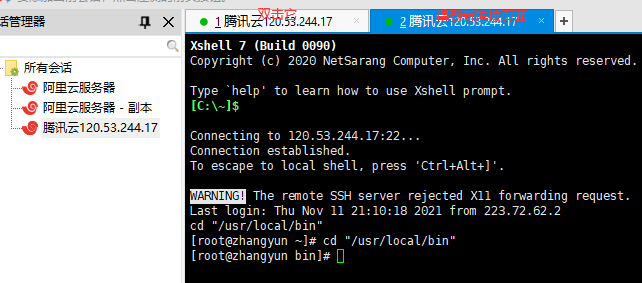 双击它
1 腾讯云120.53.244.17
2 腾讯云120.53.244.17
话管理器
所有会话
阿里云服务器
阿里云服务器 - 副本
腾讯云120.53.244.17
Xshell 7 (Build 0090)
Copyright (c) 2020 NetSarang Computer, Inc. All rights reserved.
Type `help' to learn how to use Xshell prompt.
[C:\~]$
Connecting to 120.53.244.17:22...
Connection established.
To escape to local shell, press 'Ctrl+Alt+]'.
WARNING! The remote SSH server rejected X11 forwarding request.
Last login: Thu Nov 11 21:10:18 2021 from 223.72.62.2
cd "/usr/local/bin"
[root@zhangyun ~]# cd "/usr/local/bin"
[root@zhangyun bin]#